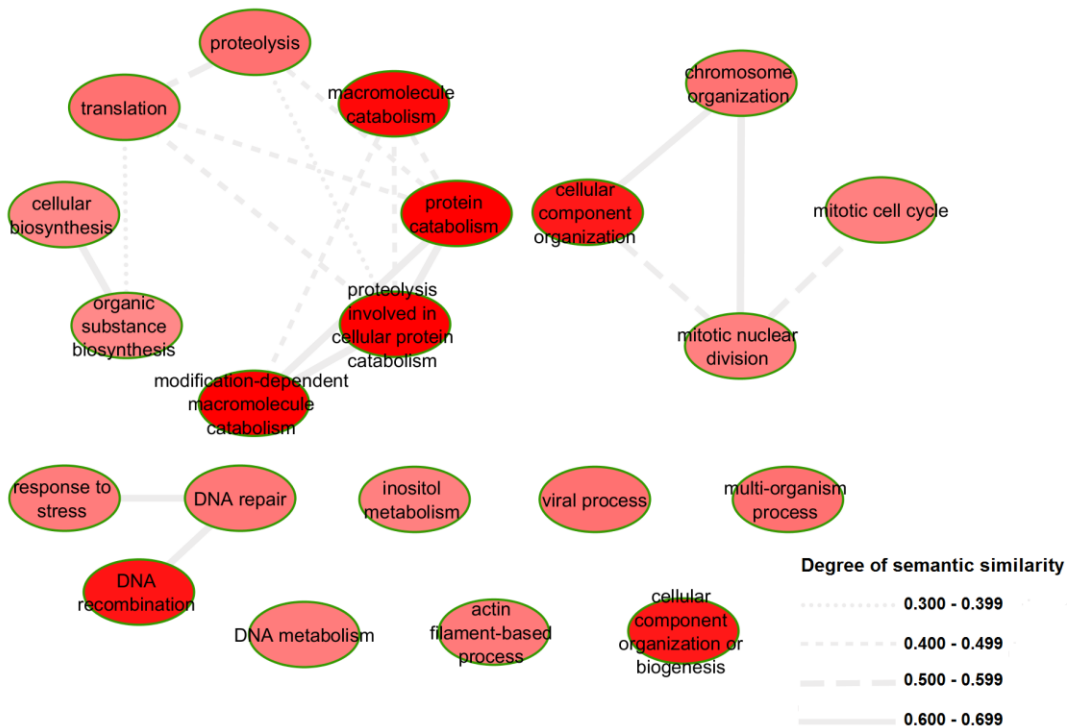 proteolysis
macromolecule
catabolism
translation
protein
catabolism
cellular
biosynthesis
organic
substance
biosynthesis
proteolysis
involved in
cellular protein
catabolism
modification-dependent
macromolecule
catabolism
chromosome
organization
cellular
component
organization
mitotic cell cycle
mitotic nuclear
division
response to
stress
DNA repair
DNA
recombination
inositol
metabolism
viral process
multi-organism
process
DNA metabolism
actin
filament-based
process
cellular
component
organization or
biogenesis
Degree of semantic similarity
0.300 - 0.399
0.400 - 0.499
0.500 - 0.599
0.600 - 0.699